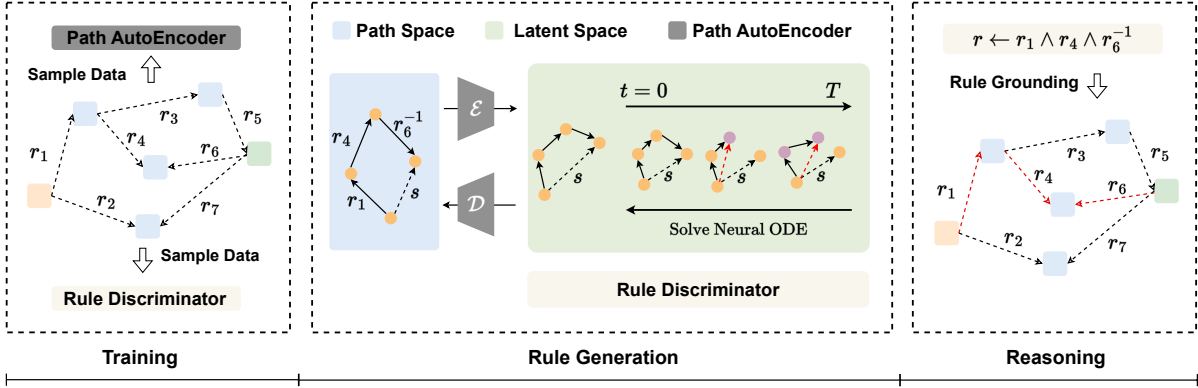 Path AutoEncoder
Sample Data
r₃
r₅
r₄
r₁
r₆
r₂
r₇
Sample Data
Rule Discriminator
Training
Path Space
Latent Space
Path AutoEncoder
r₄
r₆⁻¹
r₁
s
ℰ
𝒟
t = 0
T
s
s
s
s
Solve Neural ODE
Rule Discriminator
Rule Generation
r ← r₁ ∧ r₄ ∧ r₆⁻¹
Rule Grounding
r₃
r₅
r₄
r₁
r₆
r₂
r₇
Reasoning